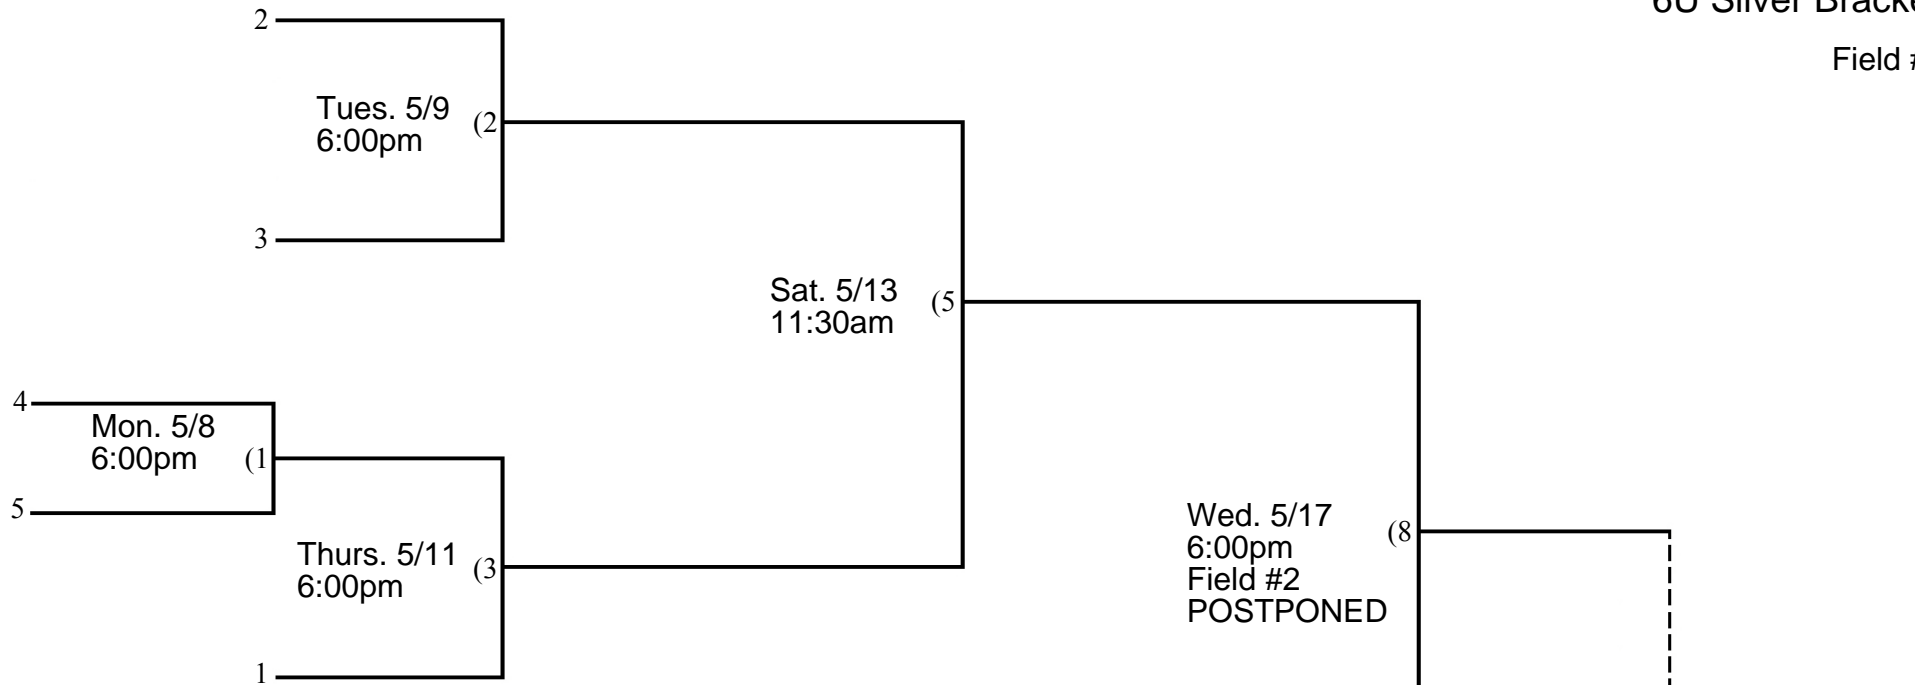 6U Silver
Field
2
Tues. 5/9
6:00pm
(2
3
Sat. 5/13
11:30am
(5
4
Mon. 5/8
6:00pm
(1
5
Thurs. 5/11
6:00pm
(3
1
Wed. 5/17
6:00pm
Field #2
POSTPONED
(8